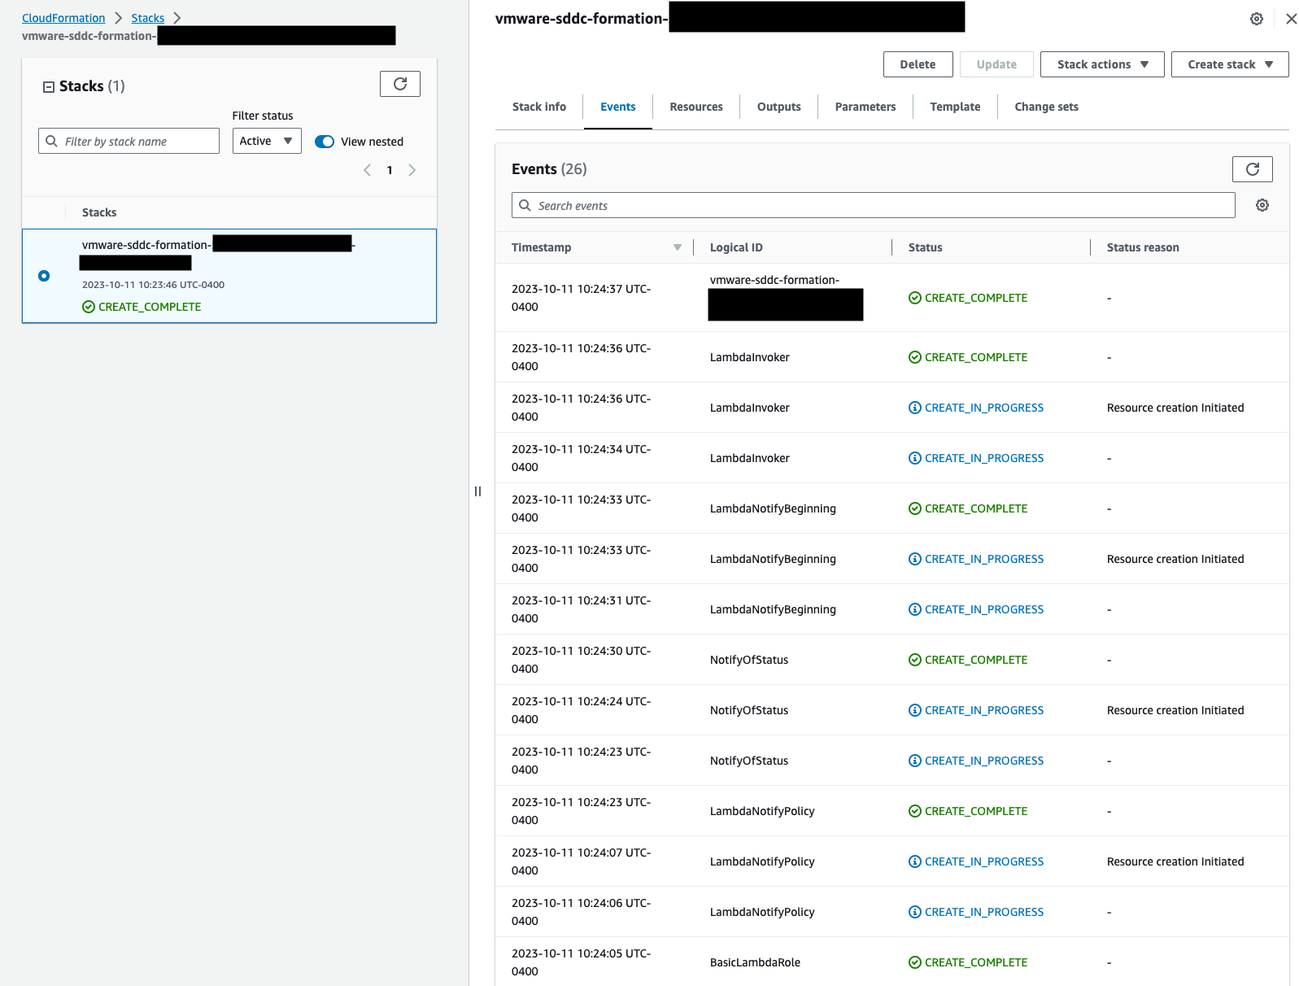 CloudFormation > Stacks >
vmware-sddc-formation-
Stacks (1)
Filter status
Filter by stack name
Active
View nested
1
Stacks
vmware-sddc-formation- -
2023-10-11 10:23:46 UTC-0400
CREATE_COMPLETE
vmware-sddc-formation-
Delete Update Stack actions Create stack
Stack info Events Resources Outputs Parameters Template Change sets
Events (26)
Search events
Timestamp Logical ID Status Status reason
vmware-sddc-formation-
2023-10-11 10:24:37 UTC- CREATE_COMPLETE -
0400
2023-10-11 10:24:36 UTC- LambdaInvoker CREATE_COMPLETE -
0400
2023-10-11 10:24:36 UTC- LambdaInvoker CREATE_IN_PROGRESS Resource creation Initiated
0400
2023-10-11 10:24:34 UTC- LambdaInvoker CREATE_IN_PROGRESS -
0400
2023-10-11 10:24:33 UTC- LambdaNotifyBeginning CREATE_COMPLETE -
0400
2023-10-11 10:24:33 UTC- LambdaNotifyBeginning CREATE_IN_PROGRESS Resource creation Initiated
0400
2023-10-11 10:24:31 UTC- LambdaNotifyBeginning CREATE_IN_PROGRESS -
0400
2023-10-11 10:24:30 UTC- NotifyOfStatus CREATE_COMPLETE -
0400
2023-10-11 10:24:24 UTC- NotifyOfStatus CREATE_IN_PROGRESS Resource creation Initiated
0400
2023-10-11 10:24:23 UTC- NotifyOfStatus CREATE_IN_PROGRESS -
0400
2023-10-11 10:24:23 UTC- LambdaNotifyPolicy CREATE_COMPLETE -
0400
2023-10-11 10:24:07 UTC- LambdaNotifyPolicy CREATE_IN_PROGRESS Resource creation Initiated
0400
2023-10-11 10:24:06 UTC- LambdaNotifyPolicy CREATE_IN_PROGRESS -
0400
2023-10-11 10:24:05 UTC- BasicLambdaRole CREATE_COMPLETE -
0400